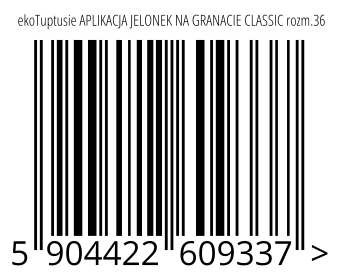 ekoTuptusie APLIKACJA JELONEK NA GRANACIE CLASSIC rozm.36
5 904422 609337 >